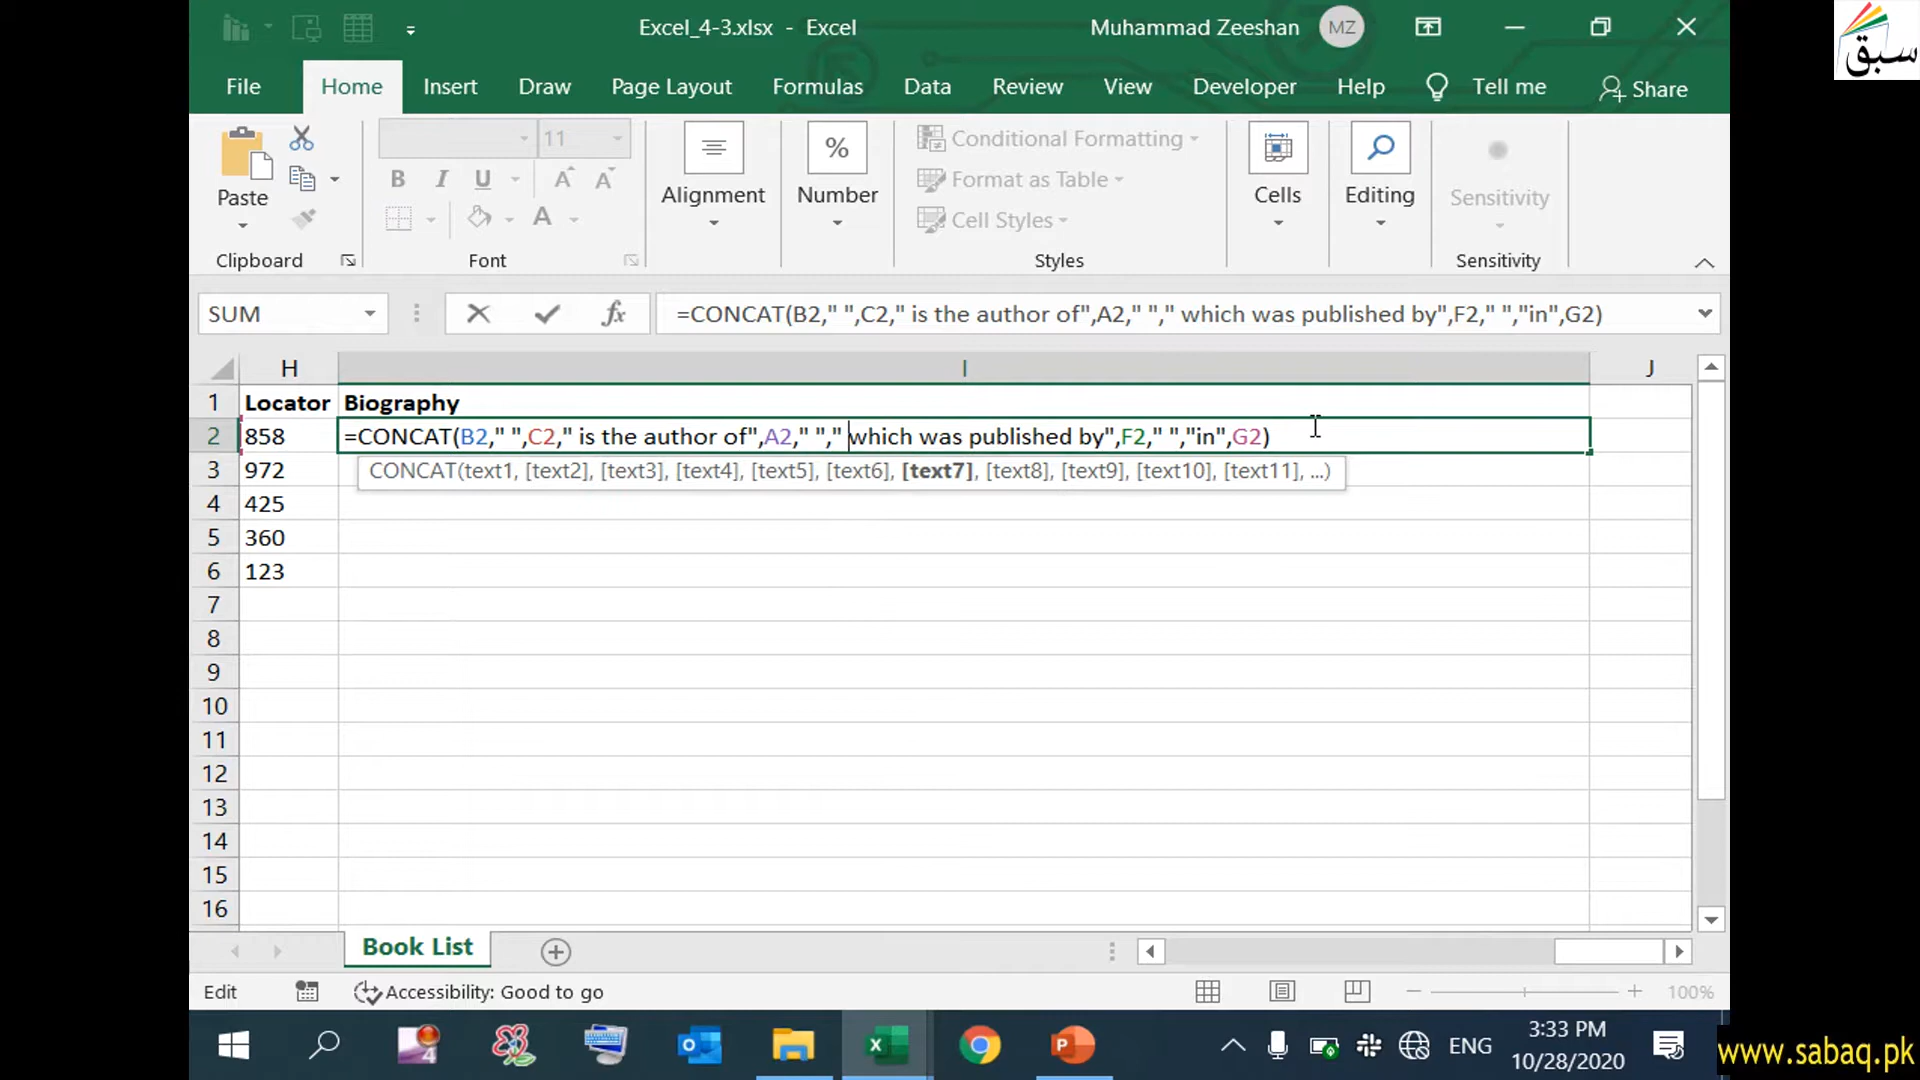 Excel_4-3.xlsx - Excel
Muhammad Zeeshan MZ
سبق
File Home Insert Draw Page Layout Formulas Data Review View Developer Help Tell me Share
11
Conditional Formatting
Paste B I U A A Alignment Number Format as Table Cells Editing Sensitivity
A Cell Styles
Clipboard Font Styles Sensitivity
SUM fx =CONCAT(B2," ",C2," is the author of",A2," "," which was published by",F2," ","in",G2)
H I J
1 Locator Biography
2 858 =CONCAT(B2," ",C2," is the author of",A2," "," which was published by",F2," ","in",G2)
3 972 CONCAT(text1, [text2], [text3], [text4], [text5], [text6], [text7], [text8], [text9], [text10], [text11], ...)
4 425
5 360
6 123
7
8
9
10
11
12
13
14
15
16
Book List
Edit Accessibility: Good to go 100%
ENG 3:33 PM
10/28/2020
www.sabaq.pk